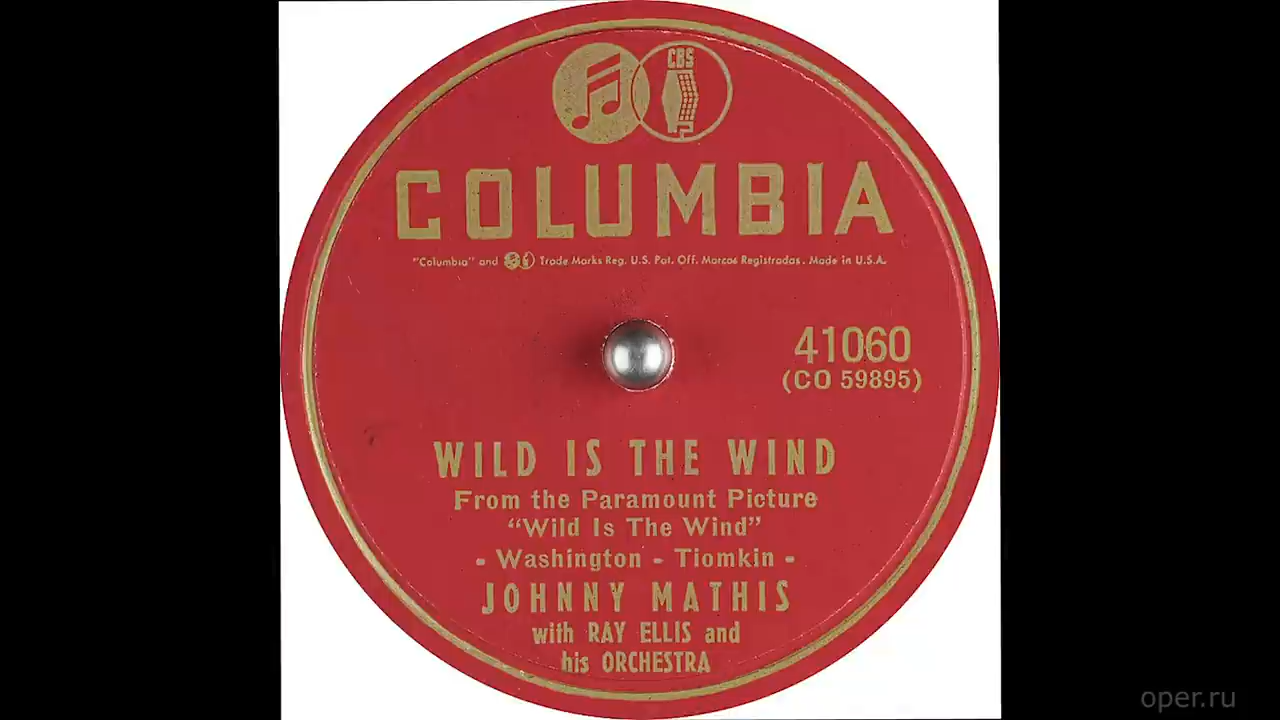 CBS
COLUMBIA
"Columbia" and Trade Marks Reg. U.S. Pat. Off. Marcas Registradas. Made in U.S.A.
41060
(CO 59895)
WILD IS THE WIND
From the Paramount Picture
"Wild Is The Wind"
- Washington - Tiomkin -
JOHNNY MATHIS
with RAY ELLIS and
his ORCHESTRA
oper.ru